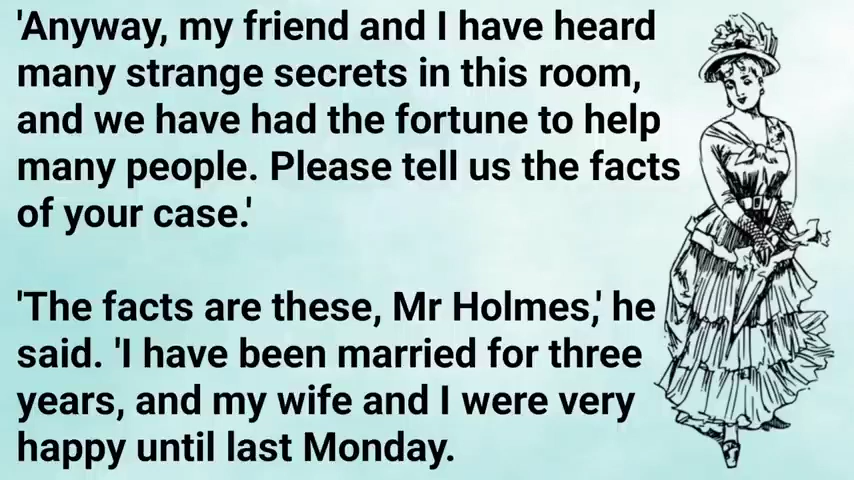 'Anyway, my friend and I have heard
many strange secrets in this room,
and we have had the fortune to help
many people. Please tell us the facts
of your case.'
'The facts are these, Mr Holmes,' he
said. 'I have been married for three
years, and my wife and I were very
happy until last Monday.